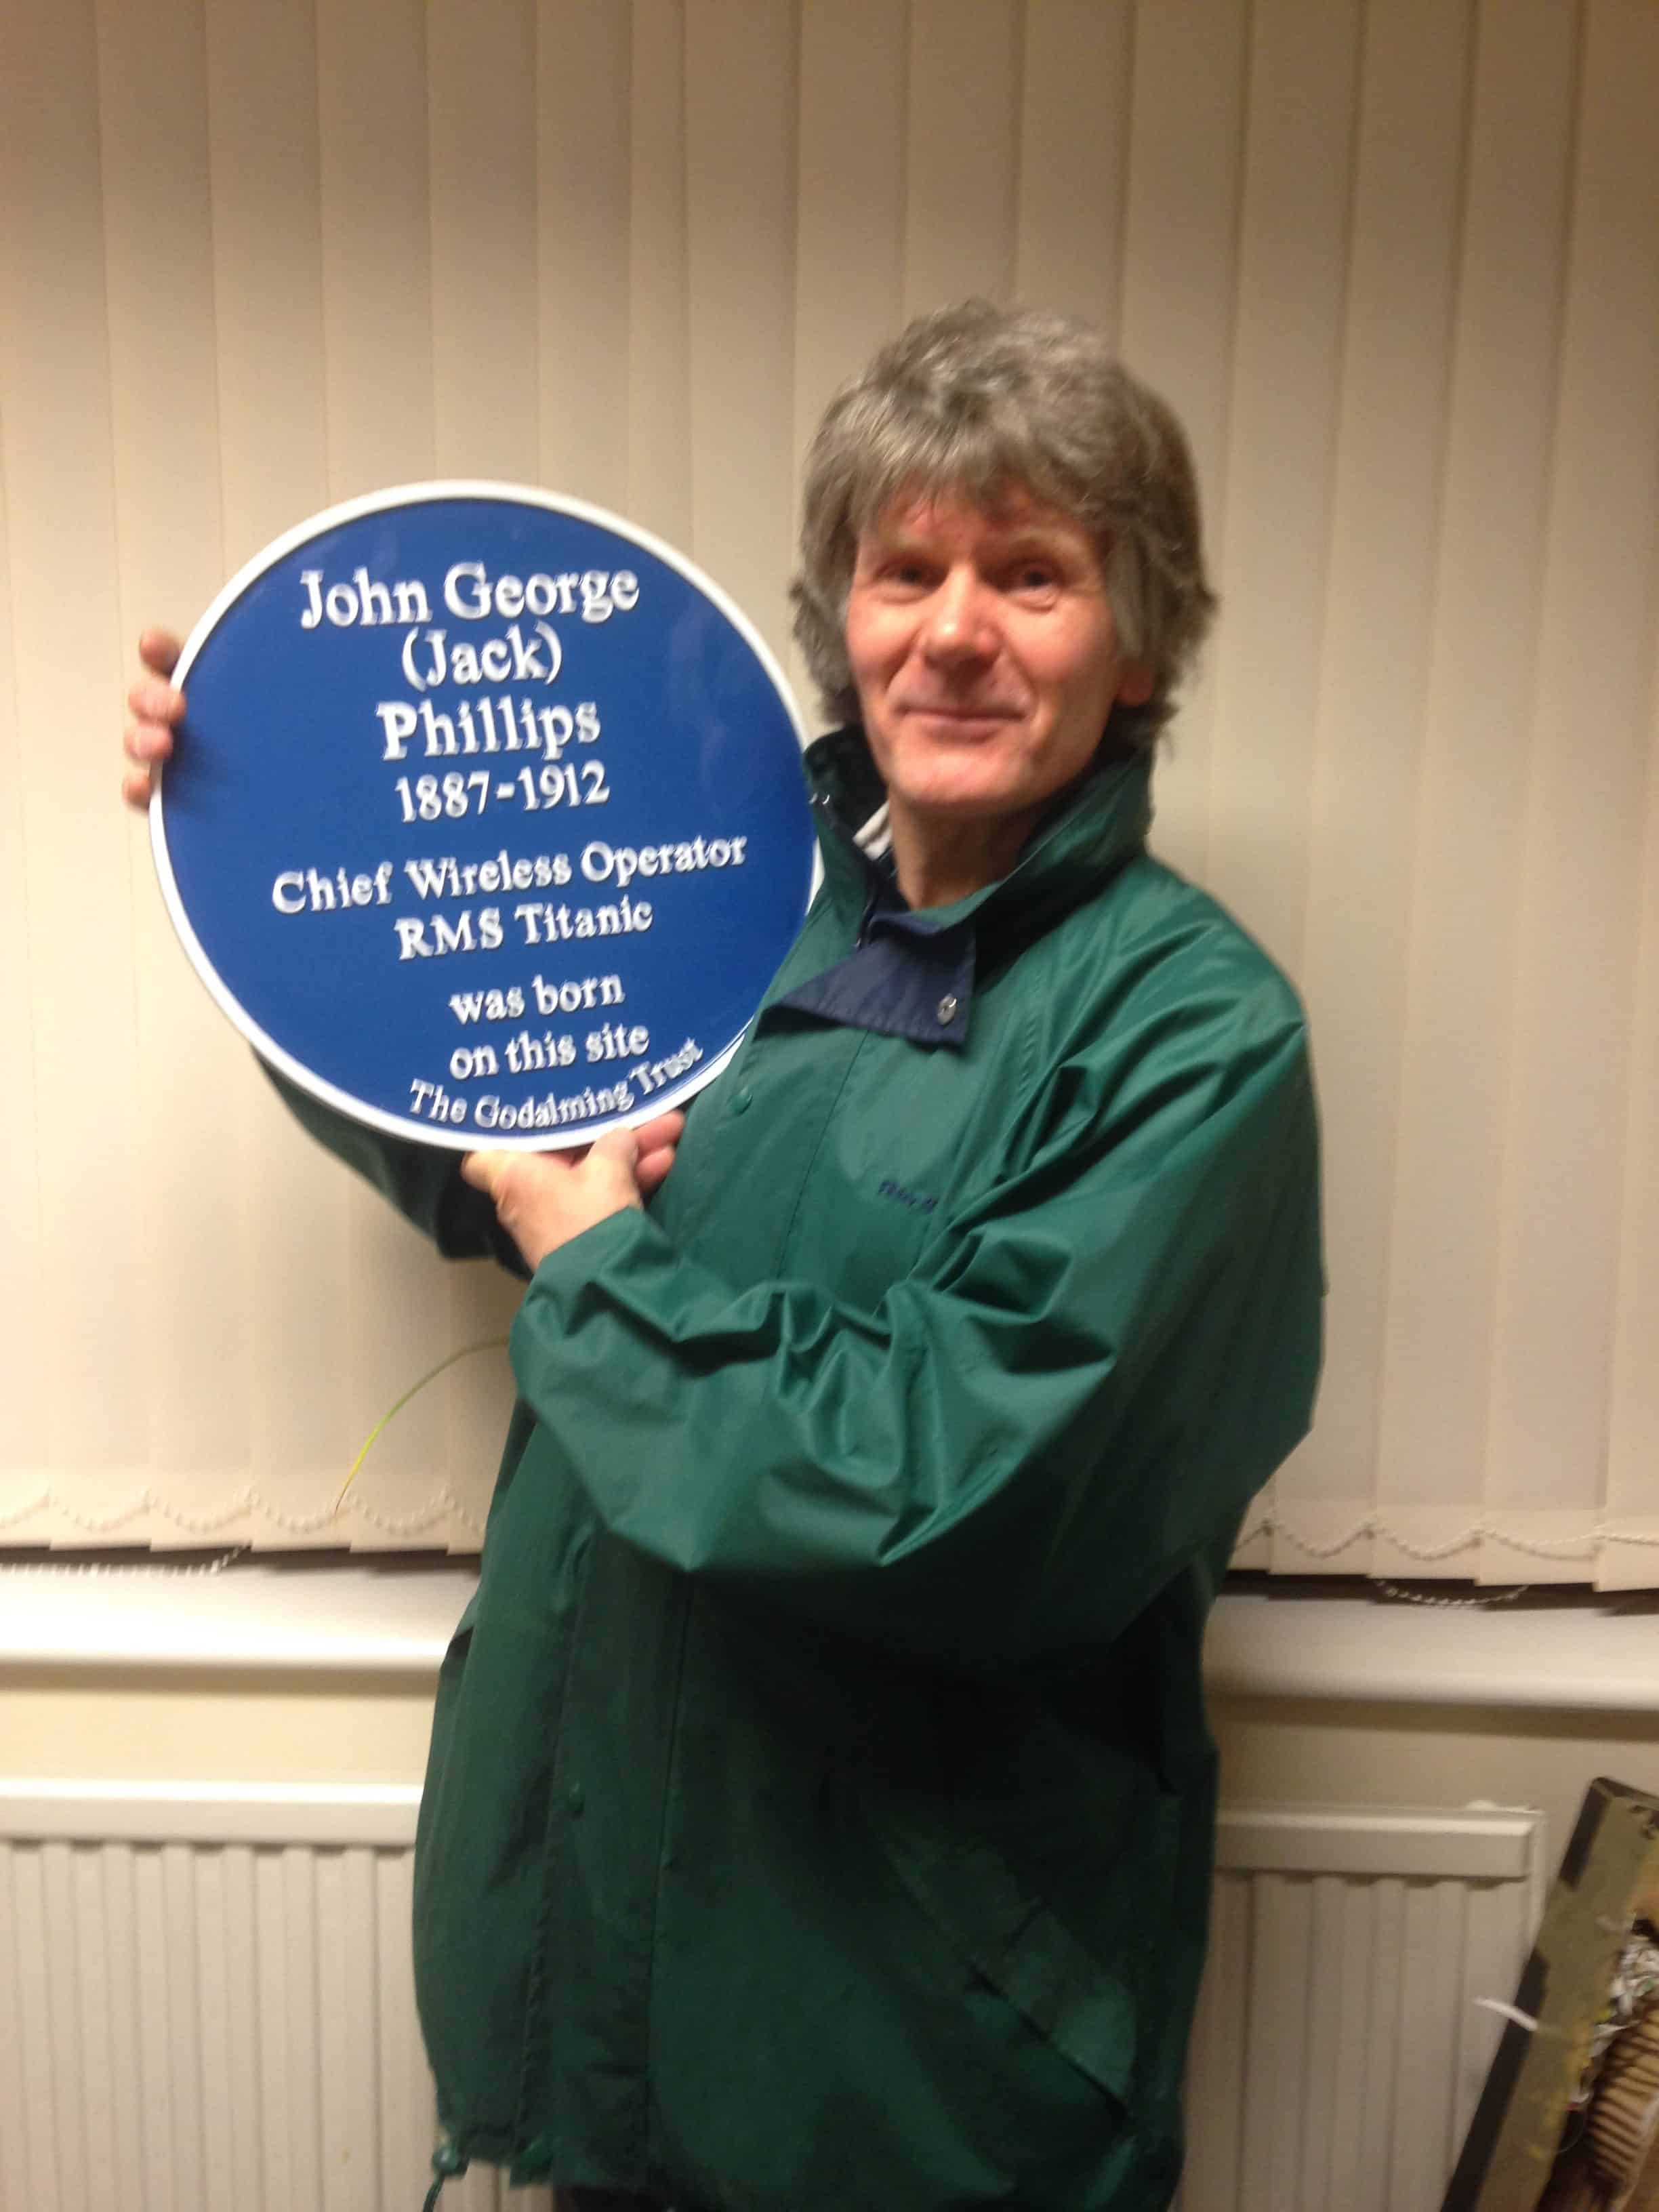 John George
(Jack)
Phillips
1887-1912
Chief Wireless Operator
RMS Titanic
was born
on this site
The Godalming Trust